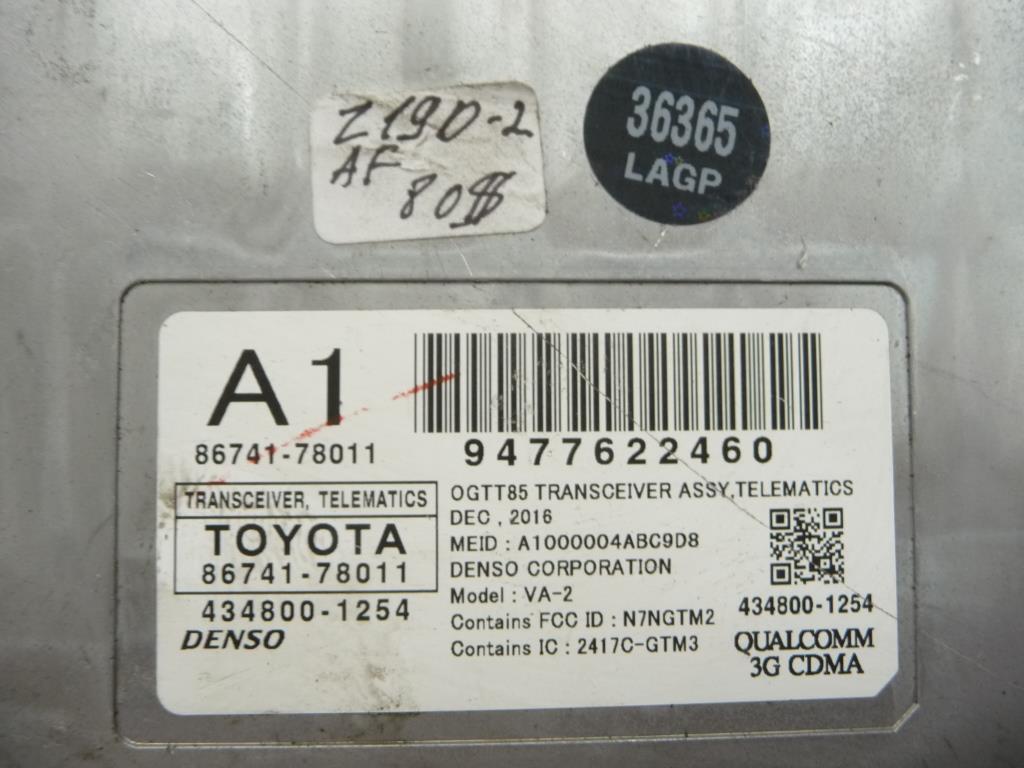 Z19D-2
AF
80$
36365
LAGP
A1
86741-78011
9477622460
TRANSCEIVER, TELEMATICS
TOYOTA
86741-78011
434800-1254
DENSO
OGTT85 TRANSCEIVER ASSY,TELEMATICS
DEC , 2016
MEID : A1000004ABC9D8
DENSO CORPORATION
Model : VA-2
Contains FCC ID : N7NGTM2
Contains IC : 2417C-GTM3
434800-1254
QUALCOMM
3G CDMA